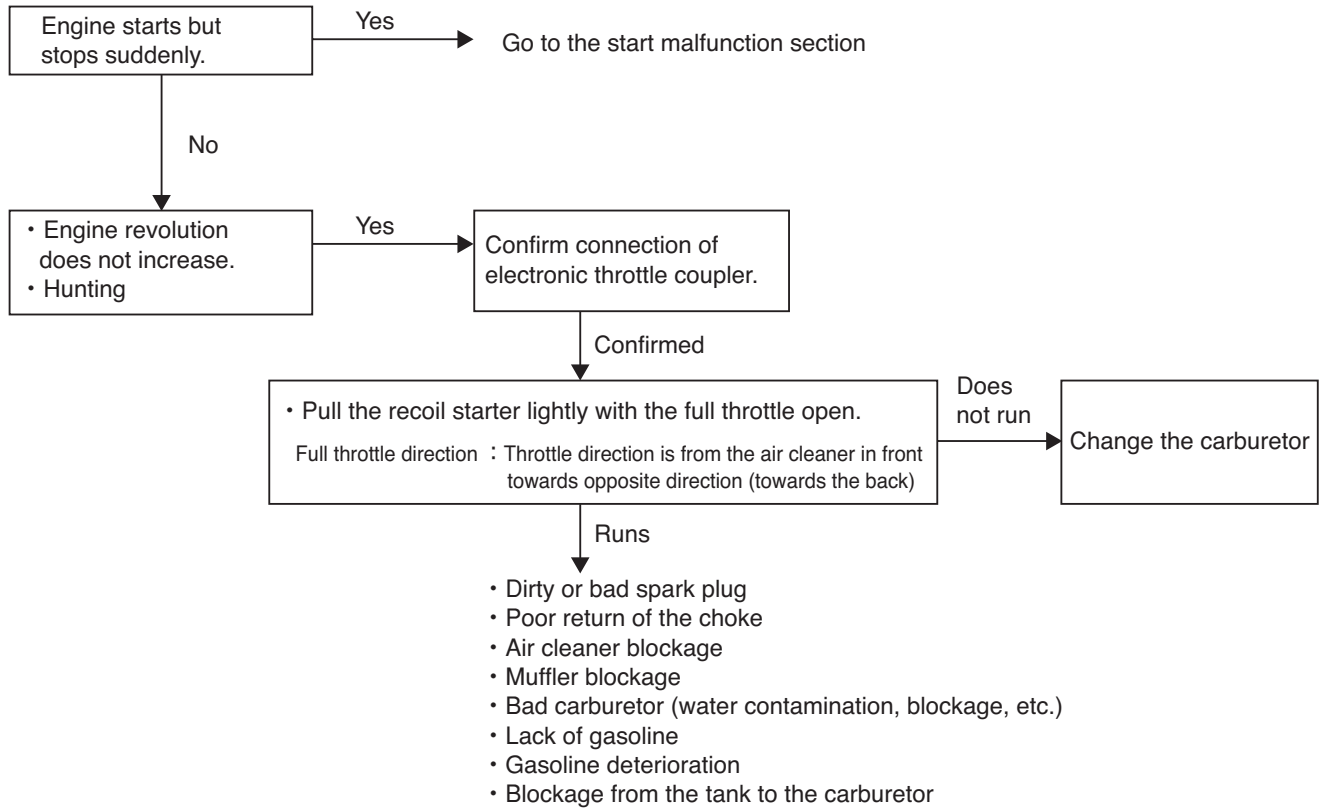 Engine starts but
stops suddenly.
Yes
Go to the start malfunction section
No
・Engine revolution
does not increase.
・Hunting
Yes
Confirm connection of
electronic throttle coupler.
Confirmed
・Pull the recoil starter lightly with the full throttle open.
Full throttle direction : Throttle direction is from the air cleaner in front
towards opposite direction (towards the back)
Does
not run
Change the carburetor
Runs
・Dirty or bad spark plug
・Poor return of the choke
・Air cleaner blockage
・Muffler blockage
・Bad carburetor (water contamination, blockage, etc.)
・Lack of gasoline
・Gasoline deterioration
・Blockage from the tank to the carburetor